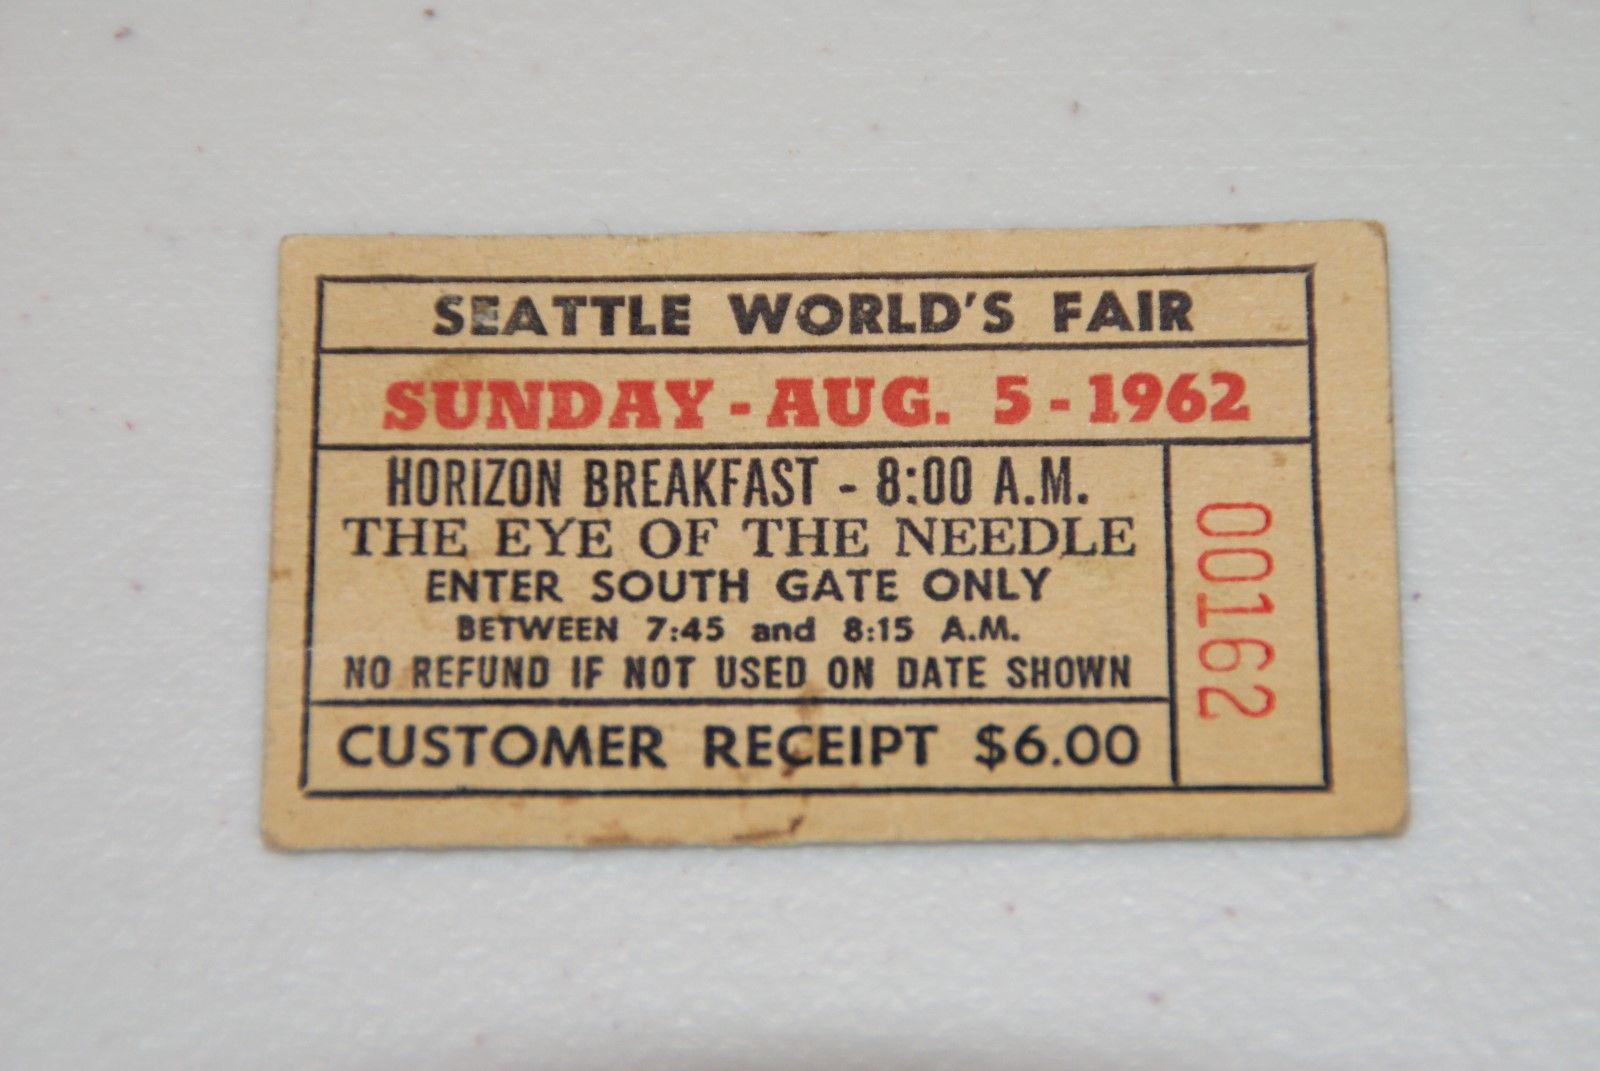 SEATTLE WORLD'S FAIR
SUNDAY - AUG. 5 - 1962
HORIZON BREAKFAST - 8:00 A.M.
THE EYE OF THE NEEDLE
ENTER SOUTH GATE ONLY
BETWEEN 7:45 and 8:15 A.M.
NO REFUND IF NOT USED ON DATE SHOWN
CUSTOMER RECEIPT $6.00
00162